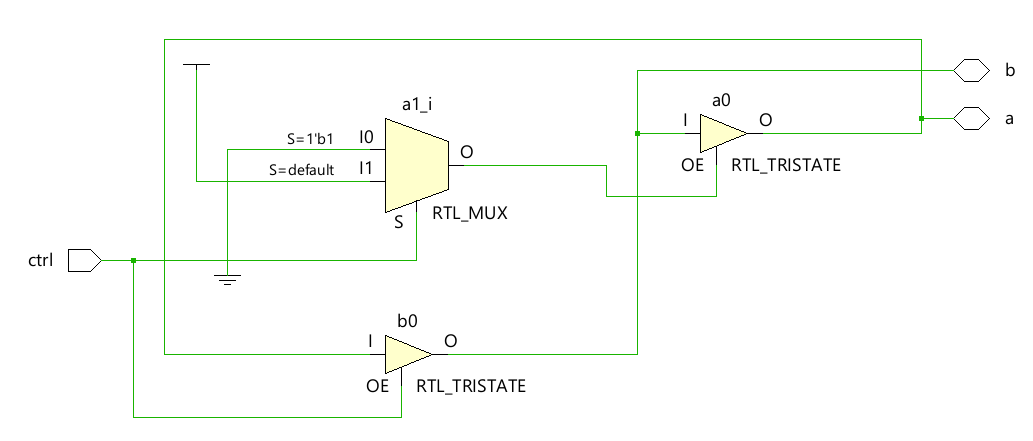 b
a1_i
a0
I
O
a
S=1'b1
I0
O
OE
RTL_TRISTATE
S=default
I1
S
RTL_MUX
ctrl
b0
I
O
OE
RTL_TRISTATE